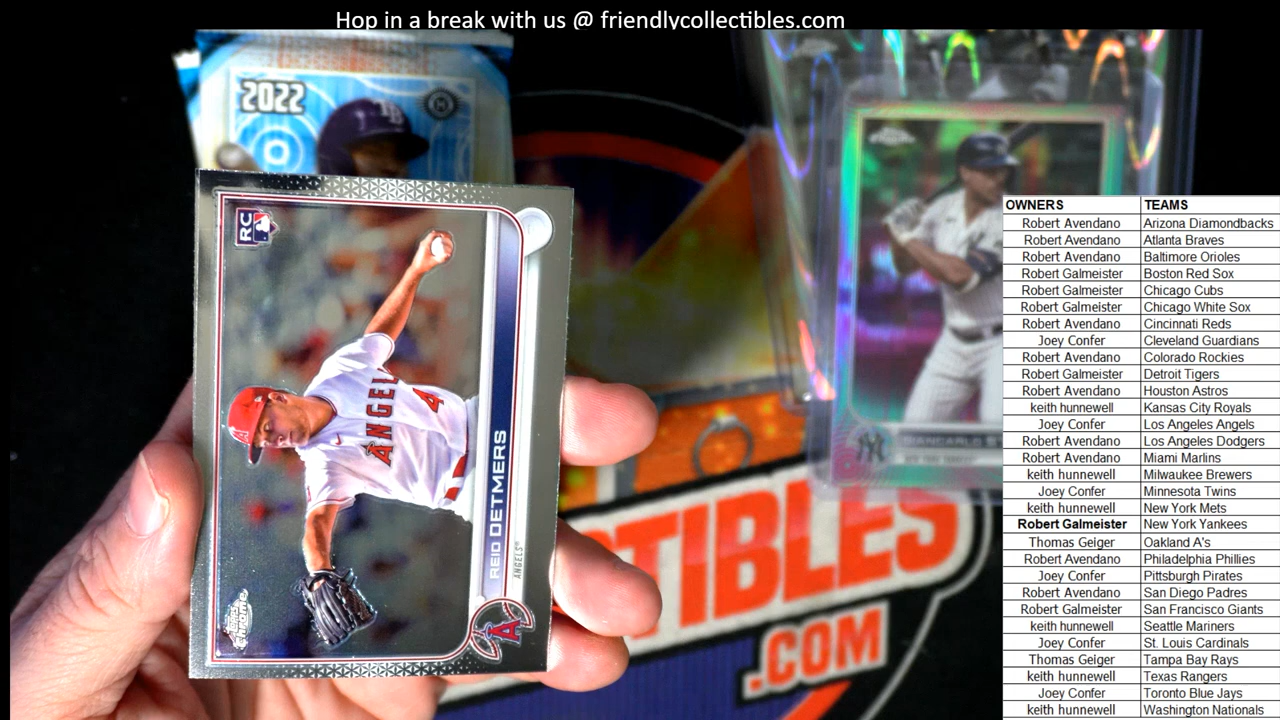 Hop in a break with us @ friendlycollectibles.com
2022
RC
REID DETMERS
ANGELS
ANGEL
4
A
Topps
Chrome
TB
NY
GIANCARLO S
TIBLES
.COM
OWNERS TEAMS
Robert Avendano Arizona Diamondbacks
Robert Avendano Atlanta Braves
Robert Avendano Baltimore Orioles
Robert Galmeister Boston Red Sox
Robert Galmeister Chicago Cubs
Robert Galmeister Chicago White Sox
Robert Avendano Cincinnati Reds
Joey Confer Cleveland Guardians
Robert Avendano Colorado Rockies
Robert Galmeister Detroit Tigers
Robert Avendano Houston Astros
keith hunnewell Kansas City Royals
Joey Confer Los Angeles Angels
Robert Avendano Los Angeles Dodgers
Robert Avendano Miami Marlins
keith hunnewell Milwaukee Brewers
Joey Confer Minnesota Twins
keith hunnewell New York Mets
Robert Galmeister New York Yankees
Thomas Geiger Oakland A's
Robert Avendano Philadelphia Phillies
Joey Confer Pittsburgh Pirates
Robert Avendano San Diego Padres
Robert Galmeister San Francisco Giants
keith hunnewell Seattle Mariners
Joey Confer St. Louis Cardinals
Thomas Geiger Tampa Bay Rays
keith hunnewell Texas Rangers
Joey Confer Toronto Blue Jays
keith hunnewell Washington Nationals